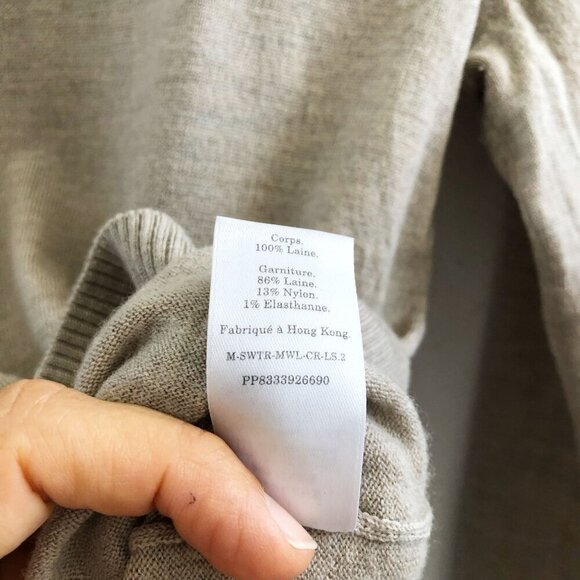 Corps.
100% Laine.
Garniture.
86% Laine.
13% Nylon.
1% Elasthanne.
Fabriqué à Hong Kong.
M-SWTR-MWL-CR-LS.2
PP8333926690